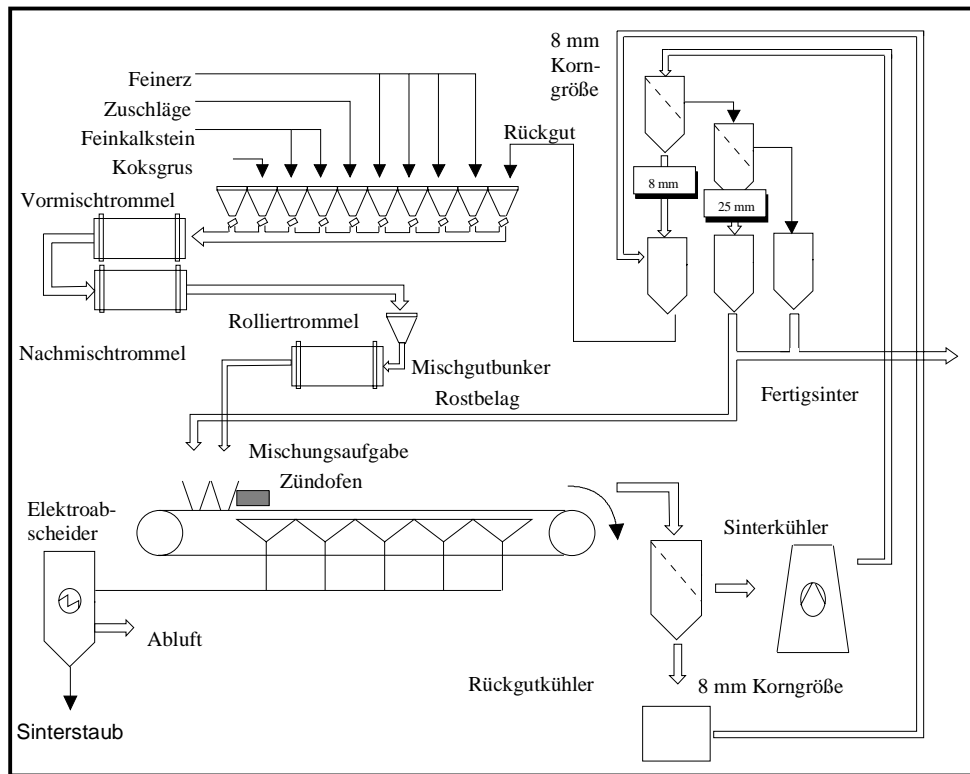 8 mm
Korn-
größe
Feinerz
Zuschläge
Feinkalkstein
Koksgrus
Rückgut
8 mm
25 mm
Vormischtrommel
Nachmischtrommel
Rolliertrommel
Mischgutbunker
Rostbelag
Fertigsinter
Mischungsaufgabe
Zündofen
Elektroab-
scheider
Sinterkühler
Abluft
Rückgutkühler
8 mm Korngröße
Sinterstaub